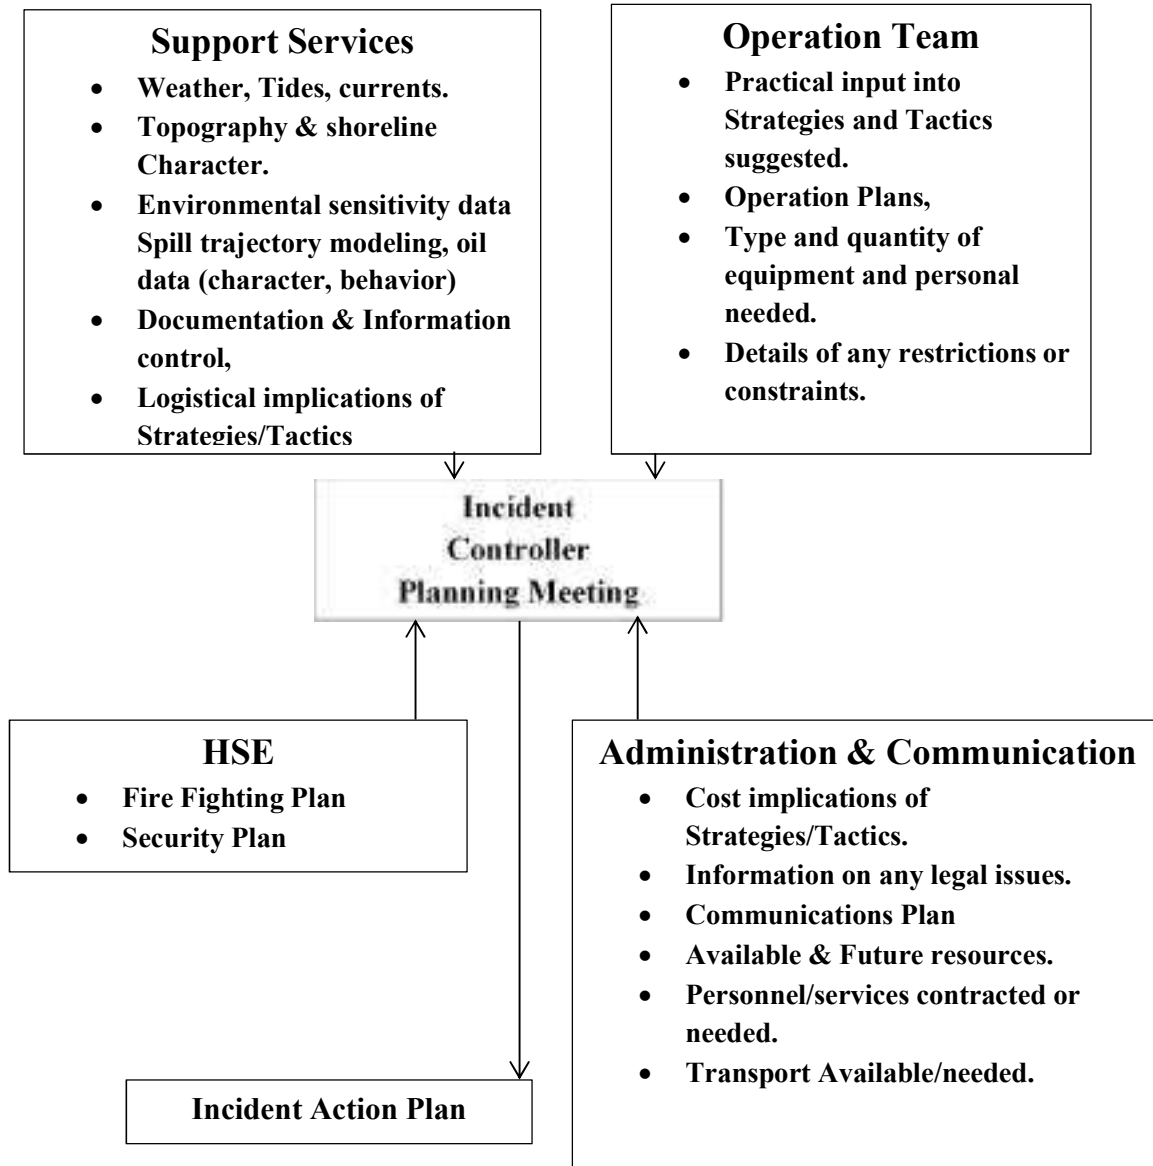 Support Services
• Weather, Tides, currents.
• Topography & shoreline
Character.
• Environmental sensitivity data
Spill trajectory modeling, oil
data (character, behavior)
• Documentation & Information
control,
• Logistical implications of
Strategies/Tactics
Operation Team
• Practical input into
Strategies and Tactics
suggested.
• Operation Plans,
• Type and quantity of
equipment and personal
needed.
• Details of any restrictions or
constraints.
Incident
Controller
Planning Meeting
HSE
• Fire Fighting Plan
• Security Plan
Administration & Communication
• Cost implications of
Strategies/Tactics.
• Information on any legal issues.
• Communications Plan
• Available & Future resources.
• Personnel/services contracted or
needed.
• Transport Available/needed.
Incident Action Plan